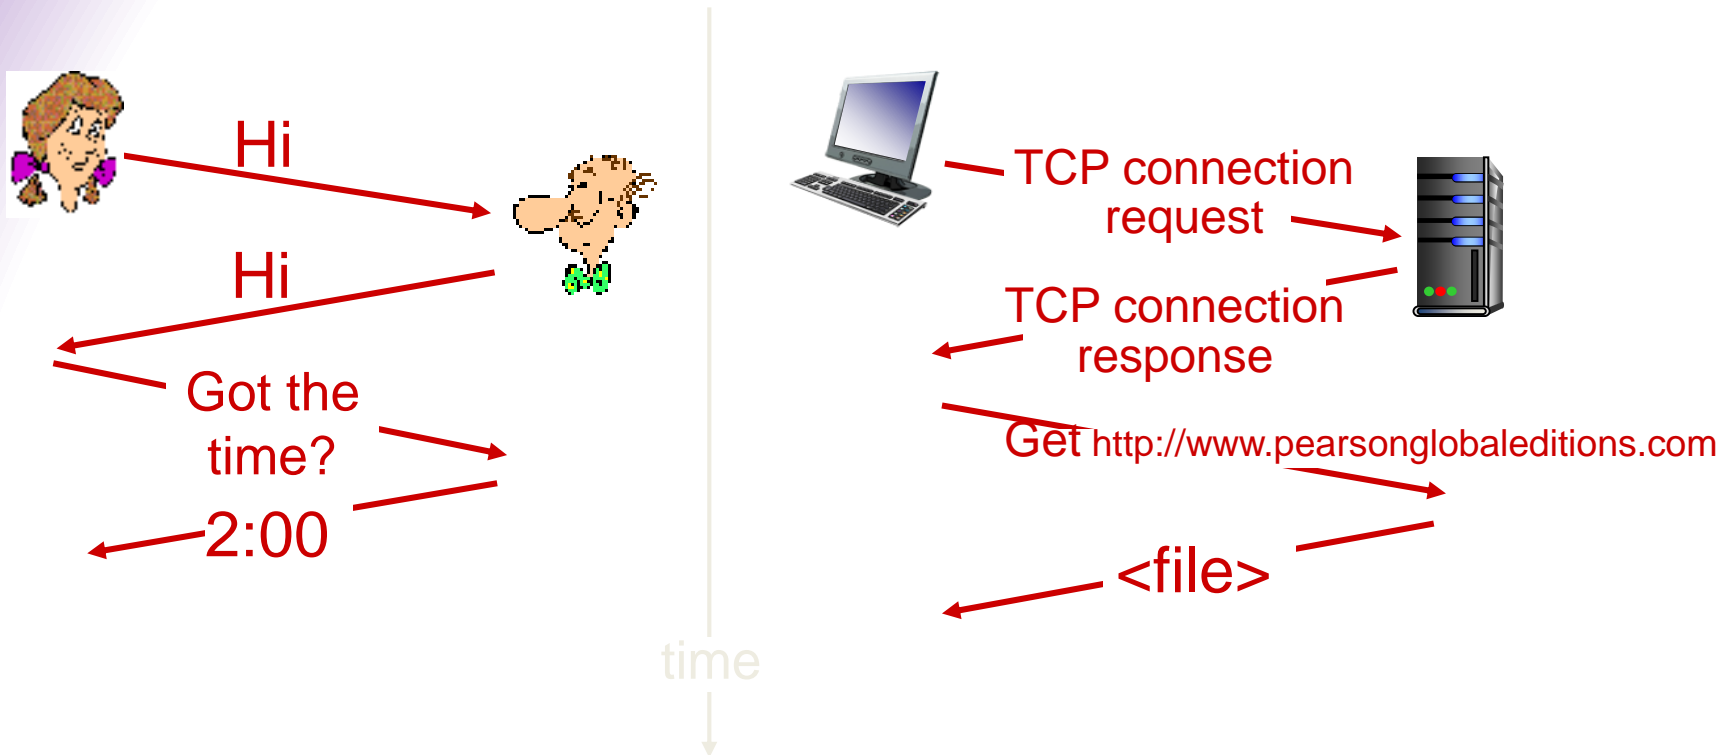 Hi
Hi
Got the
time?
2:00
TCP connection
request
TCP connection
response
Get http://www.pearsonglobaleditions.com
<file>
time